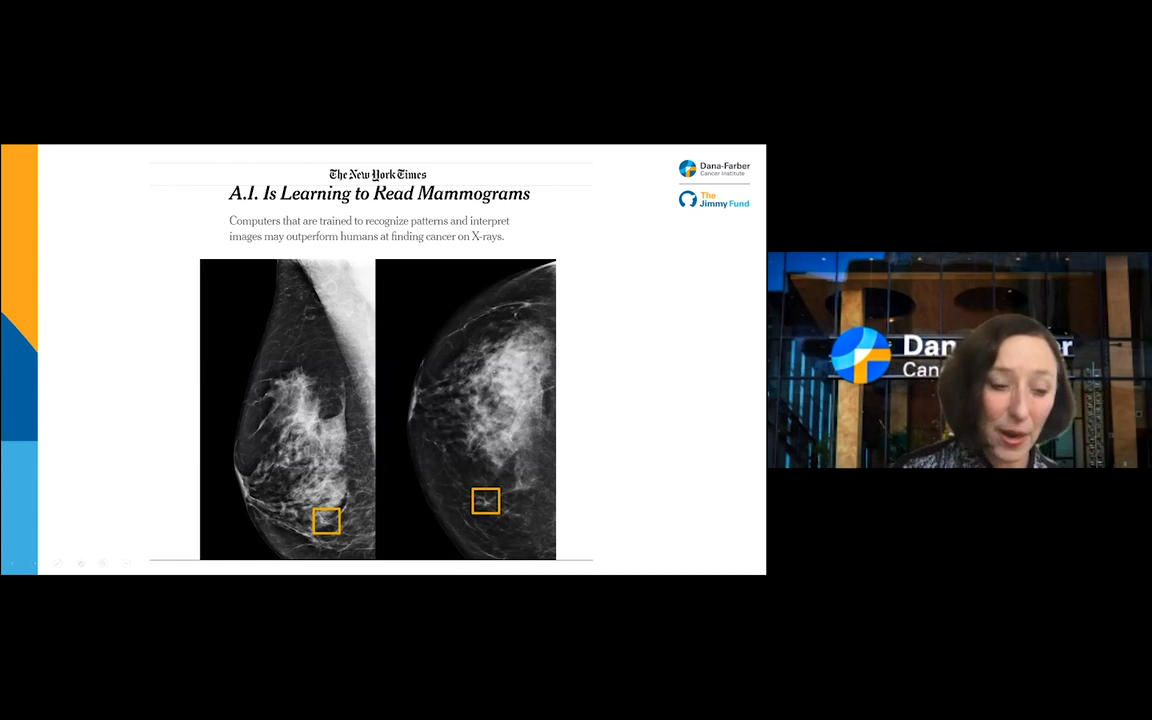 The New York Times
A.I. Is Learning to Read Mammograms
Computers that are trained to recognize patterns and interpret
images may outperform humans at finding cancer on X-rays.
Dana-Farber
Cancer Institute
The
Jimmy Fund
Dan
Canc